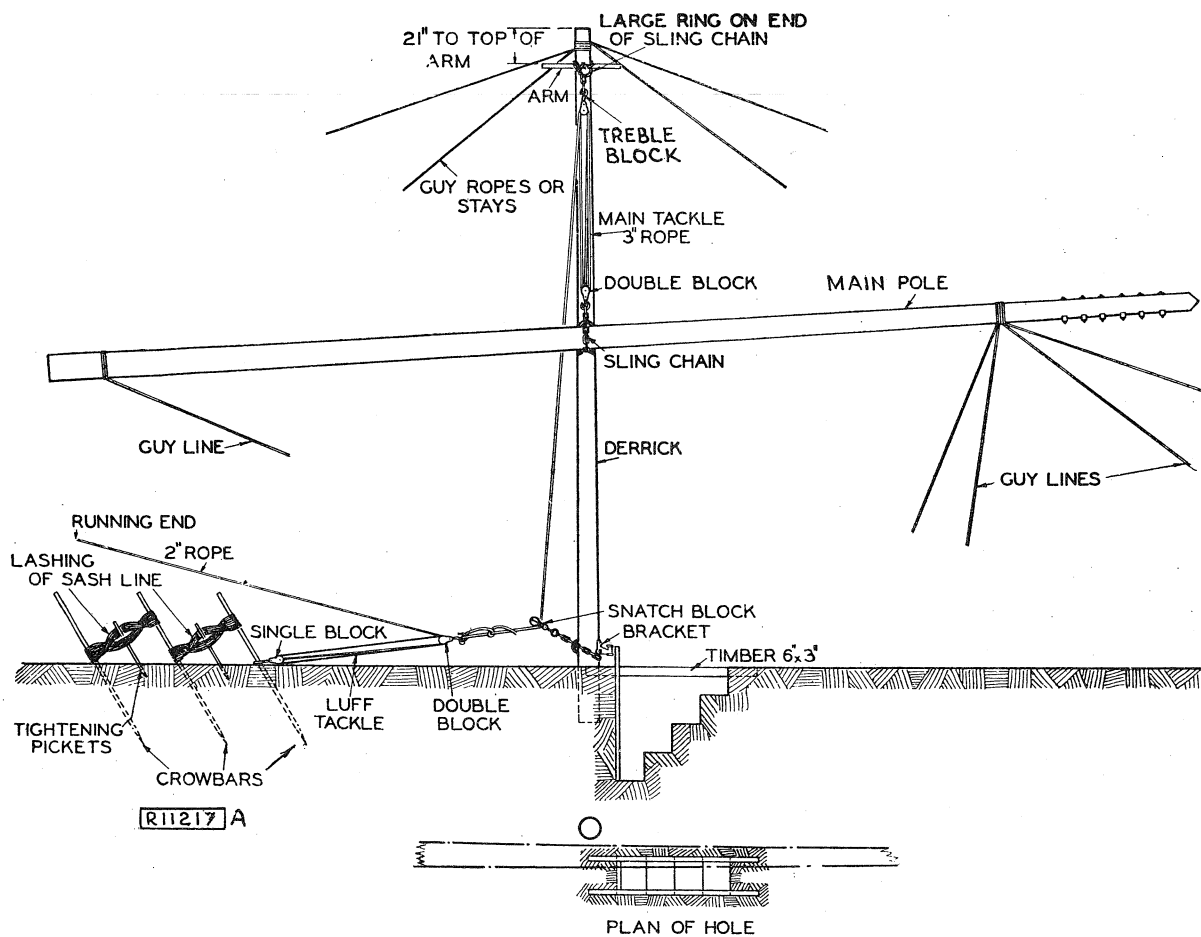 LARGE RING ON END
OF SLING CHAIN
21" TO TOP OF
ARM
ARM
TREBLE
BLOCK
GUY ROPES OR
STAYS
MAIN TACKLE
3" ROPE
DOUBLE BLOCK
MAIN POLE
SLING CHAIN
GUY LINE
DERRICK
GUY LINES
RUNNING END
2" ROPE
LASHING
OF SASH LINE
SINGLE BLOCK
SNATCH BLOCK
BRACKET
TIMBER 6"x3"
LUFF
TACKLE
DOUBLE
BLOCK
TIGHTENING
PICKETS
CROWBARS
R11217 A
PLAN OF HOLE